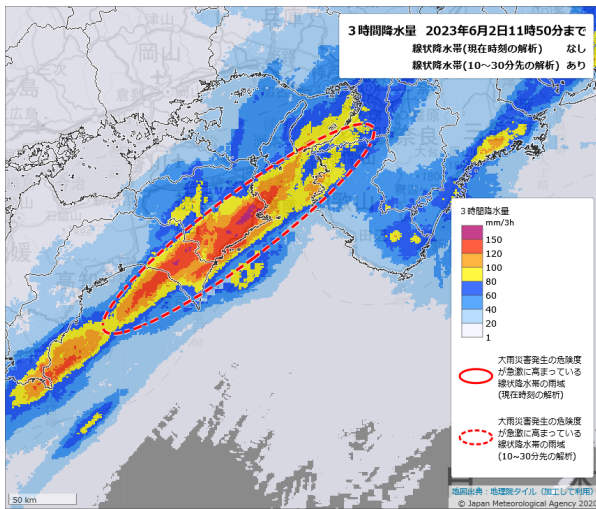 3時間降水量 2023年6月2日11時50分まで
線状降水帯(現在時刻の解析) なし
線状降水帯(10~30分先の解析) あり
津山
岡山
広島
3時間降水量
mm/3h
150
120
100
80
60
40
20
1
大雨災害発生の危険度
が急激に高まっている
線状降水帯の雨域
(現在時刻の解析)
大雨災害発生の危険度
が急激に高まっている
線状降水帯の雨域
(10~30分先の解析)
50 km
地図出典:地理院タイル(加工して利用)
© Japan Meteorological Agency 2020